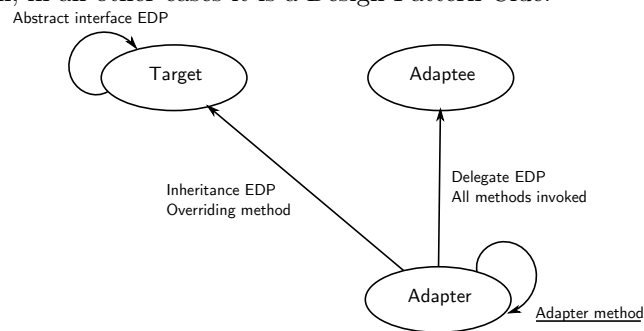 Abstract interface EDP
Target
Adaptee
Inheritance EDP
Overriding method
Delegate EDP
All methods invoked
Adapter
Adapter method